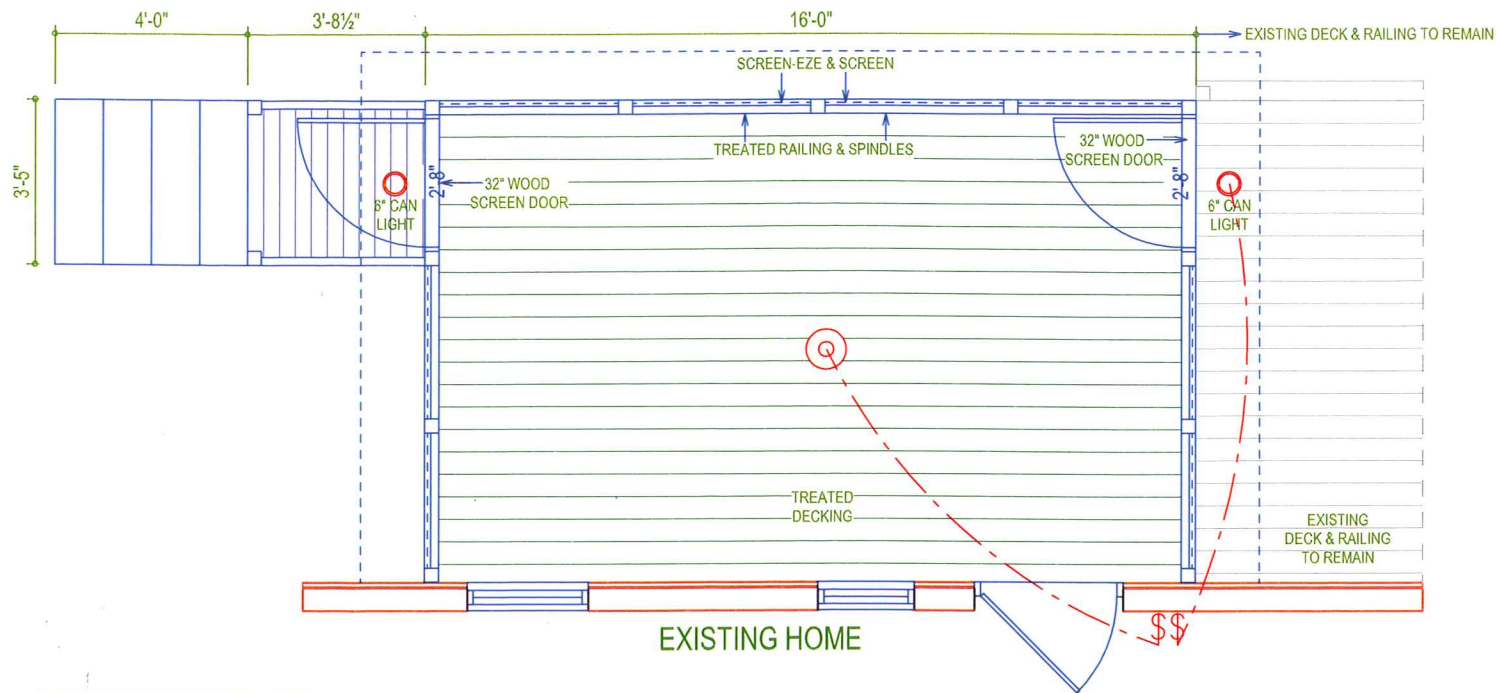 4'-0"
3'-8½"
16'-0"
EXISTING DECK & RAILING TO REMAIN
SCREEN-EZE & SCREEN
3'-5"
TREATED RAILING & SPINDLES
2'-8"
32" WOOD
SCREEN DOOR
32" WOOD
SCREEN DOOR
2'-8"
6" CAN
LIGHT
6" CAN
LIGHT
TREATED
DECKING
EXISTING
DECK & RAILING
TO REMAIN
EXISTING HOME
$$